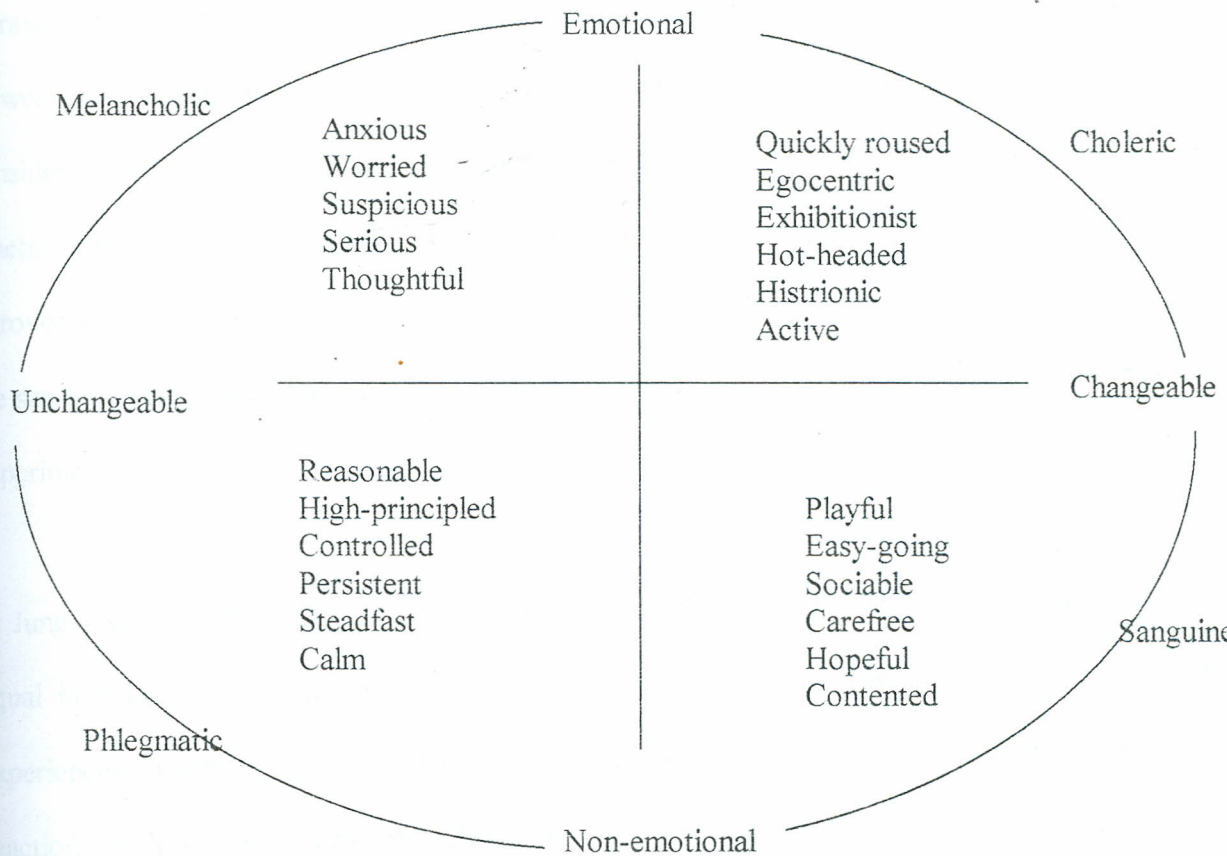 Emotional
Melancholic
Anxious
Worried
Suspicious
Serious
Thoughtful
Quickly roused
Egocentric
Exhibitionist
Hot-headed
Histrionic
Active
Choleric
Unchangeable
Changeable
Reasonable
High-principled
Controlled
Persistent
Steadfast
Calm
Playful
Easy-going
Sociable
Carefree
Hopeful
Contented
Sanguine
Phlegmatic
Non-emotional